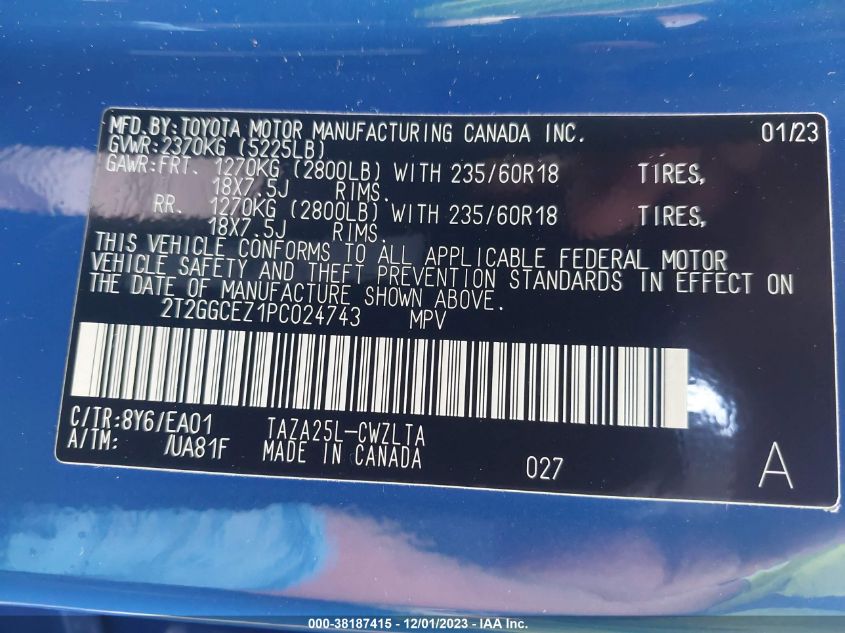 MFD.BY:TOYOTA MOTOR MANUFACTURING CANADA INC. 01/23
GVWR:2370KG (5225LB)
GAWR:FRT. 1270KG (2800LB) WITH 235/60R18 TIRES,
18X7.5J RIMS.
RR. 1270KG (2800LB) WITH 235/60R18 TIRES,
18X7.5J RIMS.
THIS VEHICLE CONFORMS TO ALL APPLICABLE FEDERAL MOTOR
VEHICLE SAFETY AND THEFT PREVENTION STANDARDS IN EFFECT ON
THE DATE OF MANUFACTURE SHOWN ABOVE.
2T2GGCEZ1PC024743 MPV
C/TR:8Y6/EA01 TAZA25L-CWZLTA
A/TM: /UA81F MADE IN CANADA 027 A
000-38187415 - 12/01/2023 - IAA Inc.